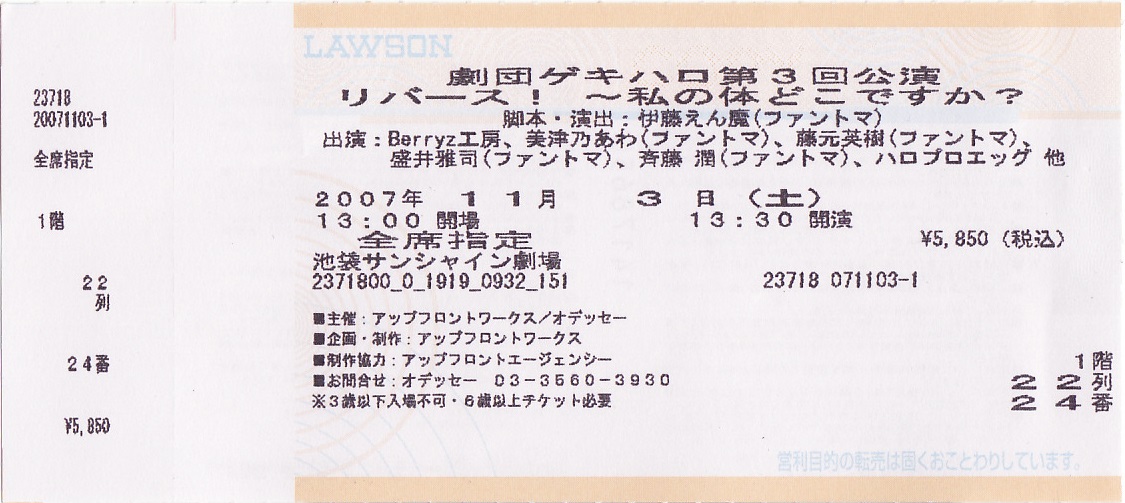 23718
20071103-1
全席指定
1階
22
列
24番
¥5,850
LAWSON
劇団ゲキハロ第3回公演
リバース! ～私の体どこですか?
脚本・演出:伊藤えん魔(ファントマ)
出演:Berryz工房、美津乃あわ(ファントマ)、藤元英樹(ファントマ)、
盛井雅司(ファントマ)、斉藤 潤(ファントマ)、ハロプロエッグ 他
2007年 11月 3日 (土)
13:00 開場 13:30 開演
全席指定 ¥5,850 (税込)
池袋サンシャイン劇場
2371800_0_1919_0932_151 23718 071103-1
■主催:アップフロントワークス/オデッセー
■企画・制作:アップフロントワークス
■制作協力:アップフロントエージェンシー
■お問合せ:オデッセー 03-3560-3930
※3歳以下入場不可・6歳以上チケット必要
1階
22列
24番
営利目的の転売は固くおことわりしています。